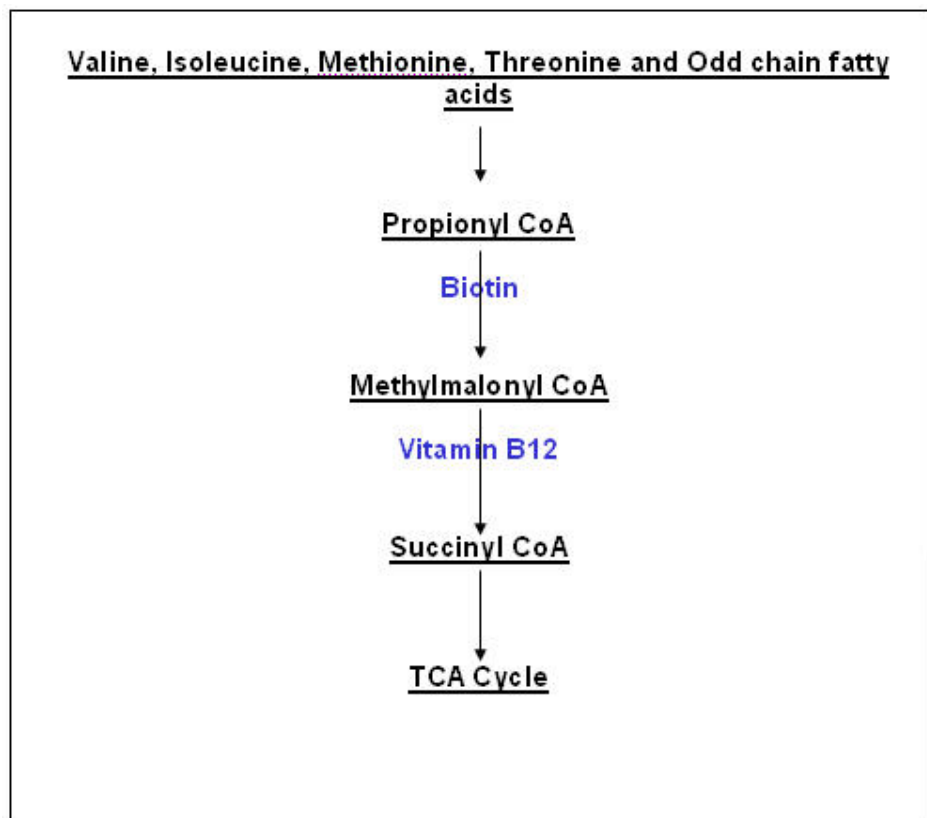 Valine, Isoleucine, Methionine, Threonine and Odd chain fatty
acids
Propionyl CoA
Biotin
Methylmalonyl CoA
Vitamin B12
Succinyl CoA
TCA Cycle